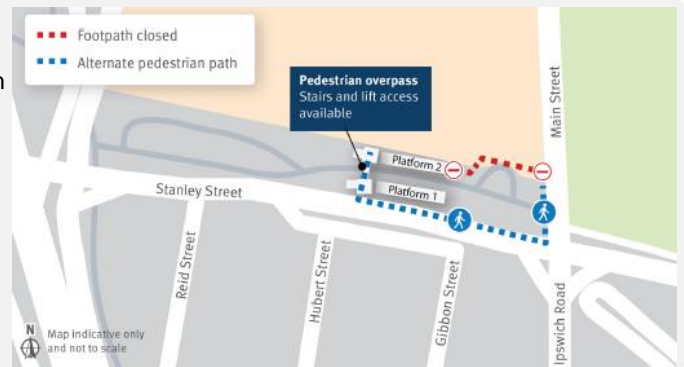 Footpath closed
Alternate pedestrian path
Pedestrian overpass
Stairs and lift access
available
Main Street
Platform 2
Platform 1
Stanley Street
Reid Street
Hubert Street
Gibbon Street
Ipswich Road
N
Map indicative only
and not to scale